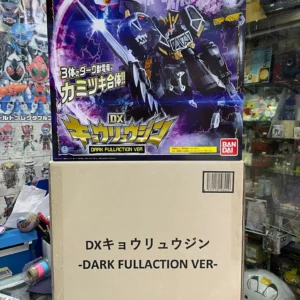 3体のダーク獣電竜で
カミツキ合体!!
DX
キョウリュウジン
DARK FULLACTION VER.
BAN
DAI
DXキョウリュウジン
-DARK FULLACTION VER-